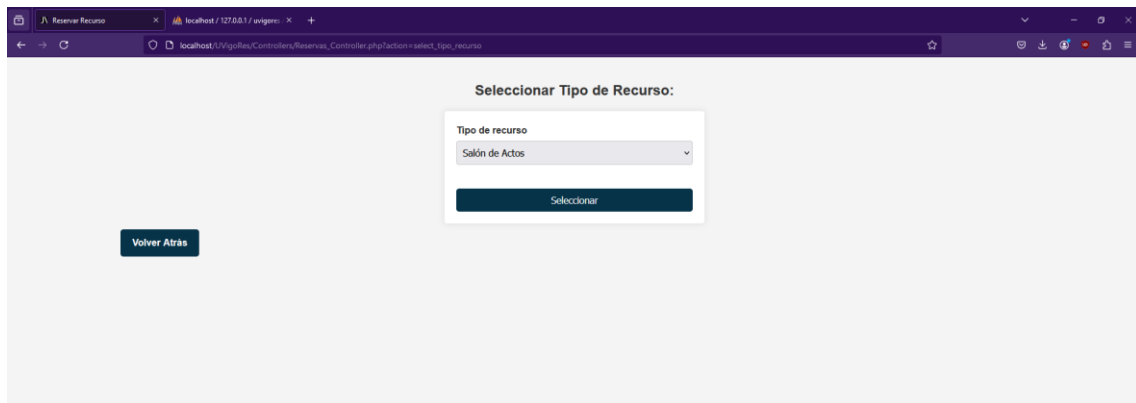 Reservar Recurso
localhost / 127.0.0.1 / uvigores
localhost/UVigoRes/Controllers/Reservas_Controller.php?action=select_tipo_recurso
Seleccionar Tipo de Recurso:
Tipo de recurso
Salón de Actos
Seleccionar
Volver Atrás